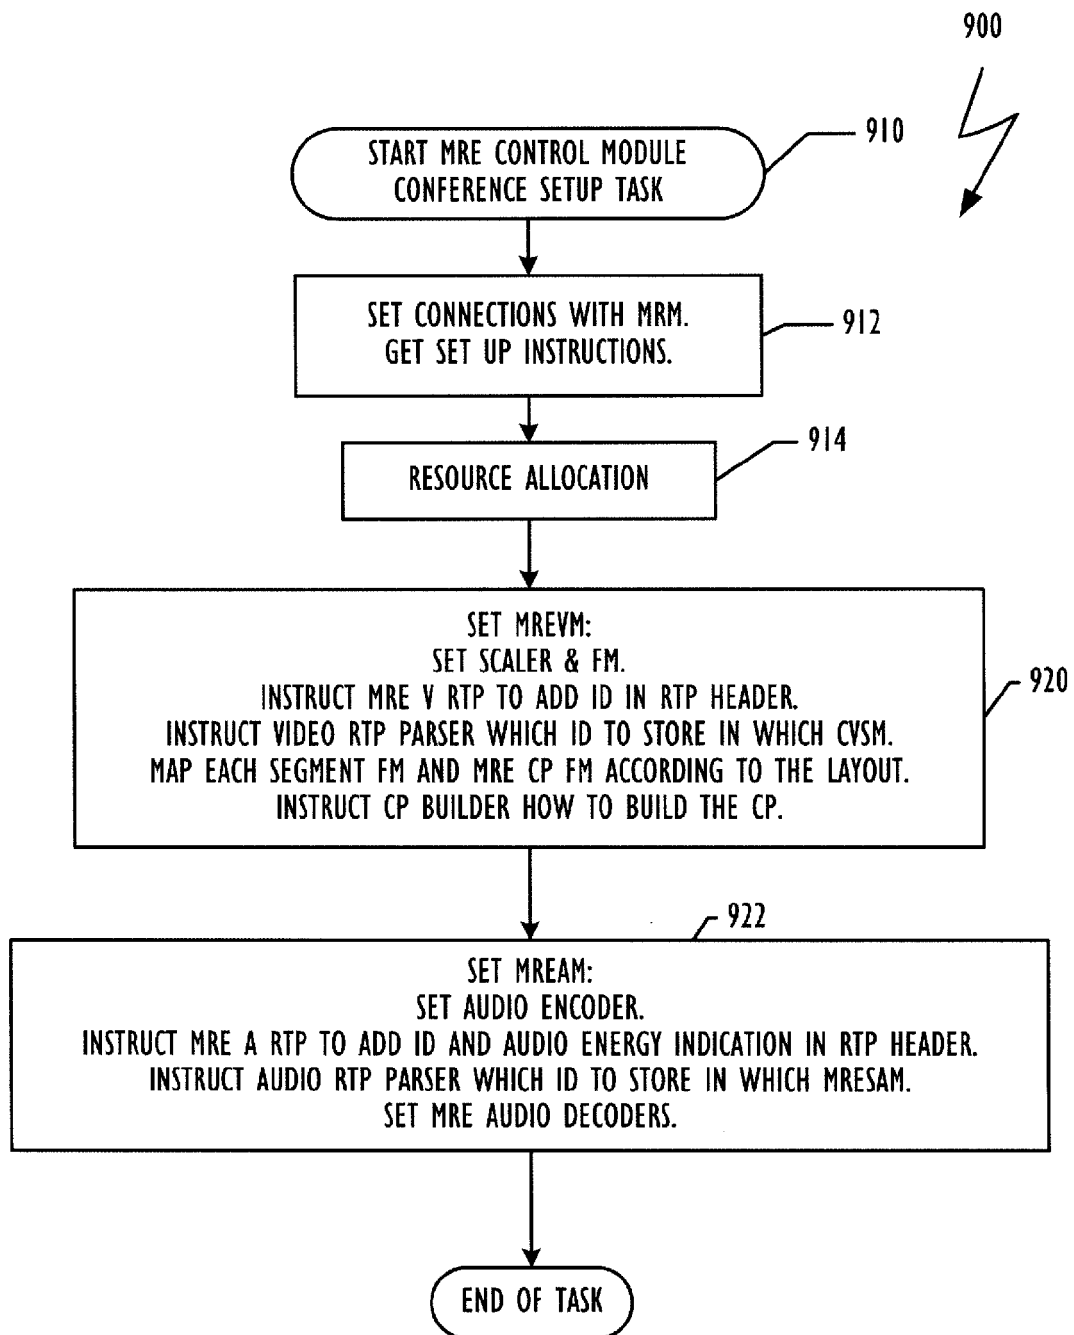 900
START MRE CONTROL MODULE
CONFERENCE SETUP TASK
910
SET CONNECTIONS WITH MRM.
GET SET UP INSTRUCTIONS.
912
RESOURCE ALLOCATION
914
SET MREVM:
SET SCALER & FM.
INSTRUCT MRE V RTP TO ADD ID IN RTP HEADER.
INSTRUCT VIDEO RTP PARSER WHICH ID TO STORE IN WHICH CVSM.
MAP EACH SEGMENT FM AND MRE CP FM ACCORDING TO THE LAYOUT.
INSTRUCT CP BUILDER HOW TO BUILD THE CP.
920
922
SET MREAM:
SET AUDIO ENCODER.
INSTRUCT MRE A RTP TO ADD ID AND AUDIO ENERGY INDICATION IN RTP HEADER.
INSTRUCT AUDIO RTP PARSER WHICH ID TO STORE IN WHICH MRESAM.
SET MRE AUDIO DECODERS.
END OF TASK